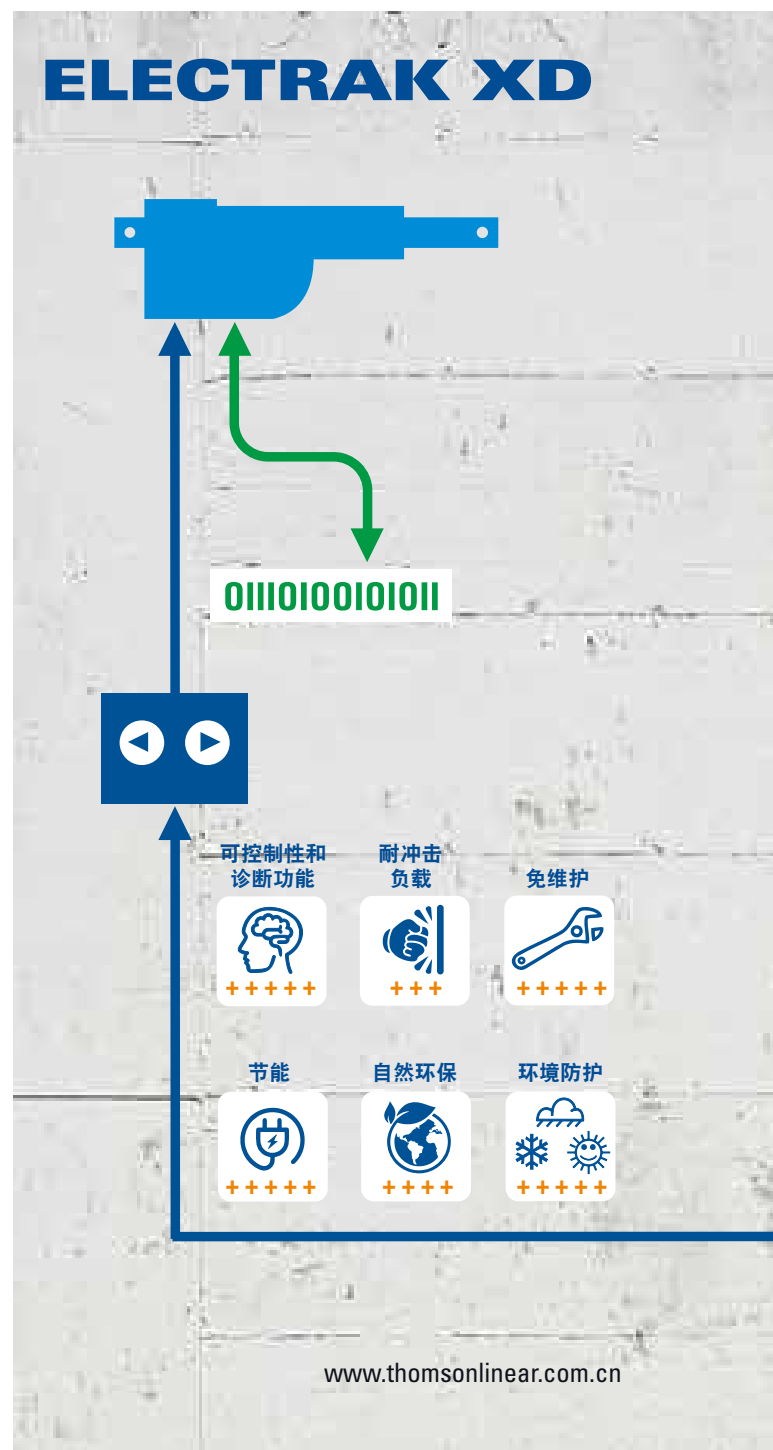 ELECTRAK XD
01110100101011
可控制性和
诊断功能
耐冲击
负载
免维护
+++++
+++
+++++
节能
自然环保
环境防护
+++++
++++
+++++
www.thomsonlinear.com.cn